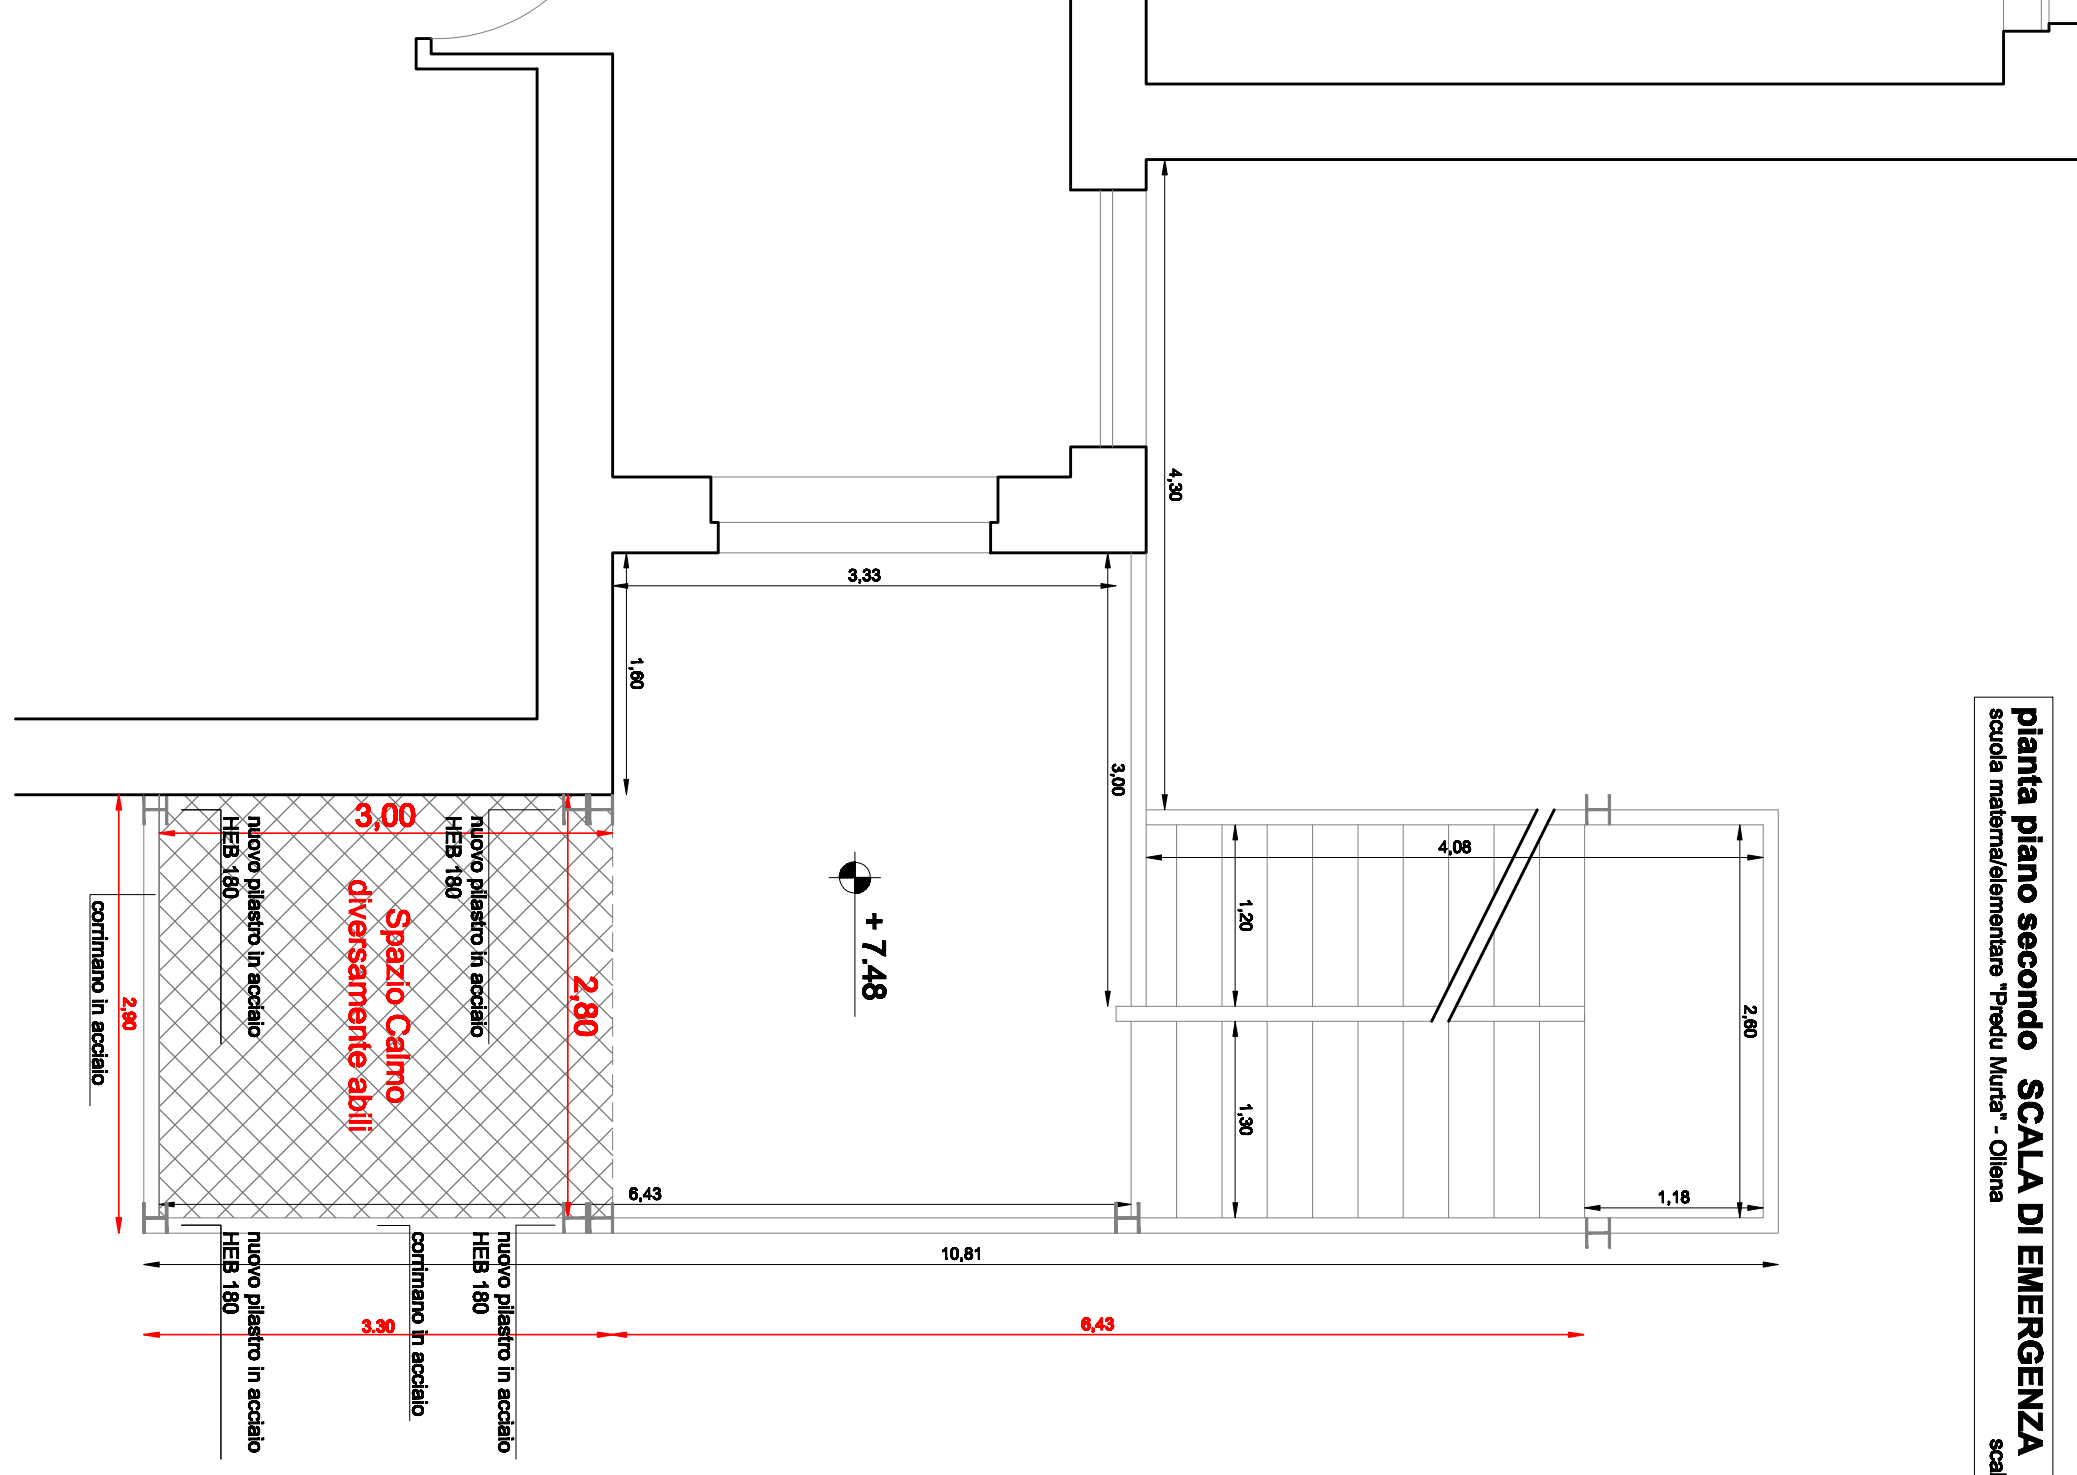 pianta piano secondo SCALA DI EMERGENZA
scuola materna/elementare "Predu Murta" - Oliena
4,30
3,33
1,60
3,00
3,00
4,08
1,20
2,60
1,30
1,18
+ 7.48
nuovo pilastro in acciaio
HEB 180
nuovo pilastro in acciaio
HEB 180
Spazio Calmo
diversamente abili
2,80
2,90
corrimano in acciaio
6,43
10,81
nuovo pilastro in acciaio
HEB 180
corrimano in acciaio
nuovo pilastro in acciaio
HEB 180
3.30
6,43